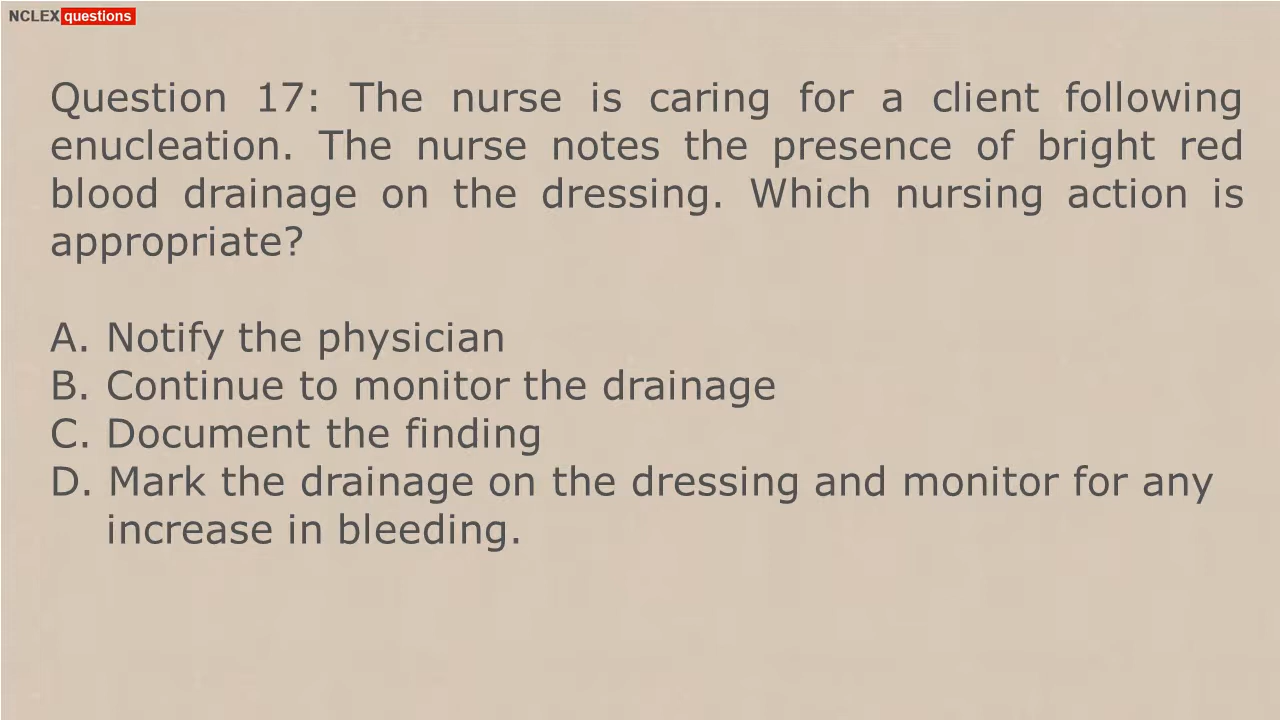 NCLEX questions
Question 17: The nurse is caring for a client following
enucleation. The nurse notes the presence of bright red
blood drainage on the dressing. Which nursing action is
appropriate?
A. Notify the physician
B. Continue to monitor the drainage
C. Document the finding
D. Mark the drainage on the dressing and monitor for any
increase in bleeding.